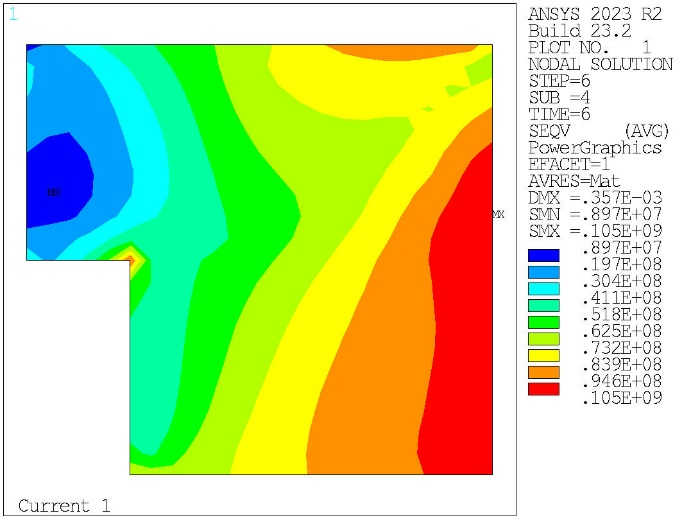 1
ANSYS 2023 R2
Build 23.2
PLOT NO.   1
NODAL SOLUTION
STEP=6
SUB =4
TIME=6
SEQV     (AVG)
PowerGraphics
EFACET=1
AVRES=Mat
DMX =.357E-03
SMN =.897E+07
SMX =.105E+09
.897E+07
.197E+08
.304E+08
.411E+08
.518E+08
.625E+08
.732E+08
.839E+08
.946E+08
.105E+09
MN
MX
Current 1